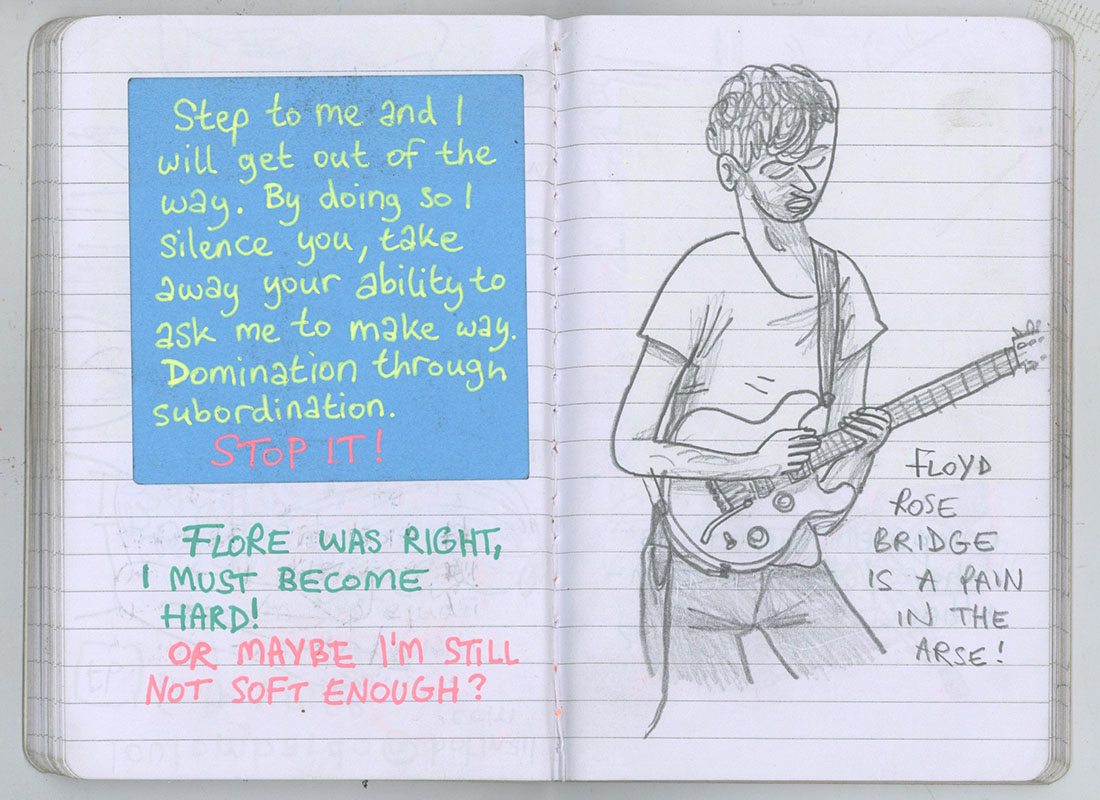 Step to me and I
will get out of the
way. By doing so I
silence you, take
away your ability to
ask me to make way.
Domination through
subordination.
STOP IT!
FLORE WAS RIGHT,
I MUST BECOME
HARD!
OR MAYBE I'M STILL
NOT SOFT ENOUGH?
FLOYD
ROSE
BRIDGE
IS A PAIN
IN THE
ARSE!